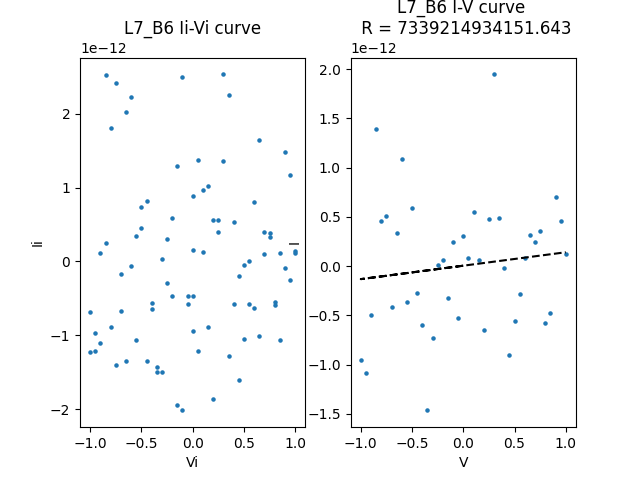 L7_B6 Ii-Vi curve
1e−12
2
1
0
−1
−2
Ii
−1.0 −0.5 0.0 0.5 1.0
Vi
L7_B6 I-V curve
R = 7339214934151.643
1e−12
2.0
1.5
1.0
0.5
0.0
−0.5
−1.0
−1.5
I
−1.0 −0.5 0.0 0.5 1.0
V